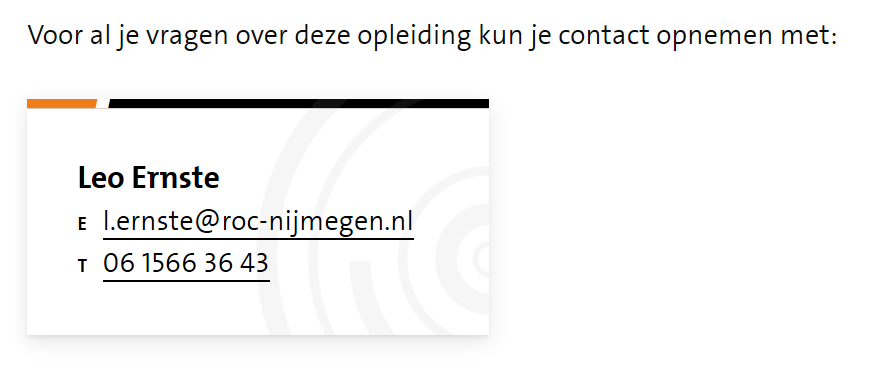 Voor al je vragen over deze opleiding kun je contact opnemen met:
Leo Ernste
E l.ernste@roc-nijmegen.nl
T 06 1566 36 43